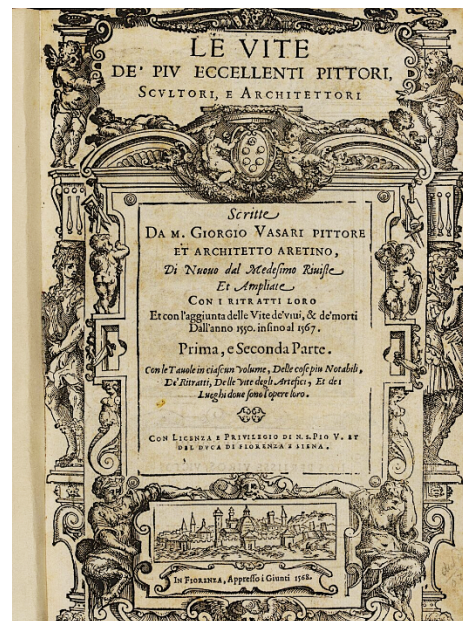 LE VITE
DE' PIV ECCELLENTI PITTORI,
SCVLTORI, E ARCHITETTORI
Scritte
DA M. GIORGIO VASARI PITTORE
ET ARCHITETTO ARETINO,
Di Nuouo dal Medesimo Riuiste
Et Ampliate
CON I RITRATTI LORO
Et con l'aggiunta delle Vite de' viui, & de' morti
Dall'anno 1550. infino al 1567.
Prima, e Seconda Parte.
Con le Tauole in ciascun volume, Delle cose piu Notabili,
De' Ritratti, Delle vite degli Artefici, Et dei
Luoghi doue sono l'opere loro.
CON LICENZA E PRIVILEGIO DI N. S. PIO V. ET
DEL DVCA DI FIORENZA E SIENA.
IN FIORENZA, Appresso i Giunti 1568.